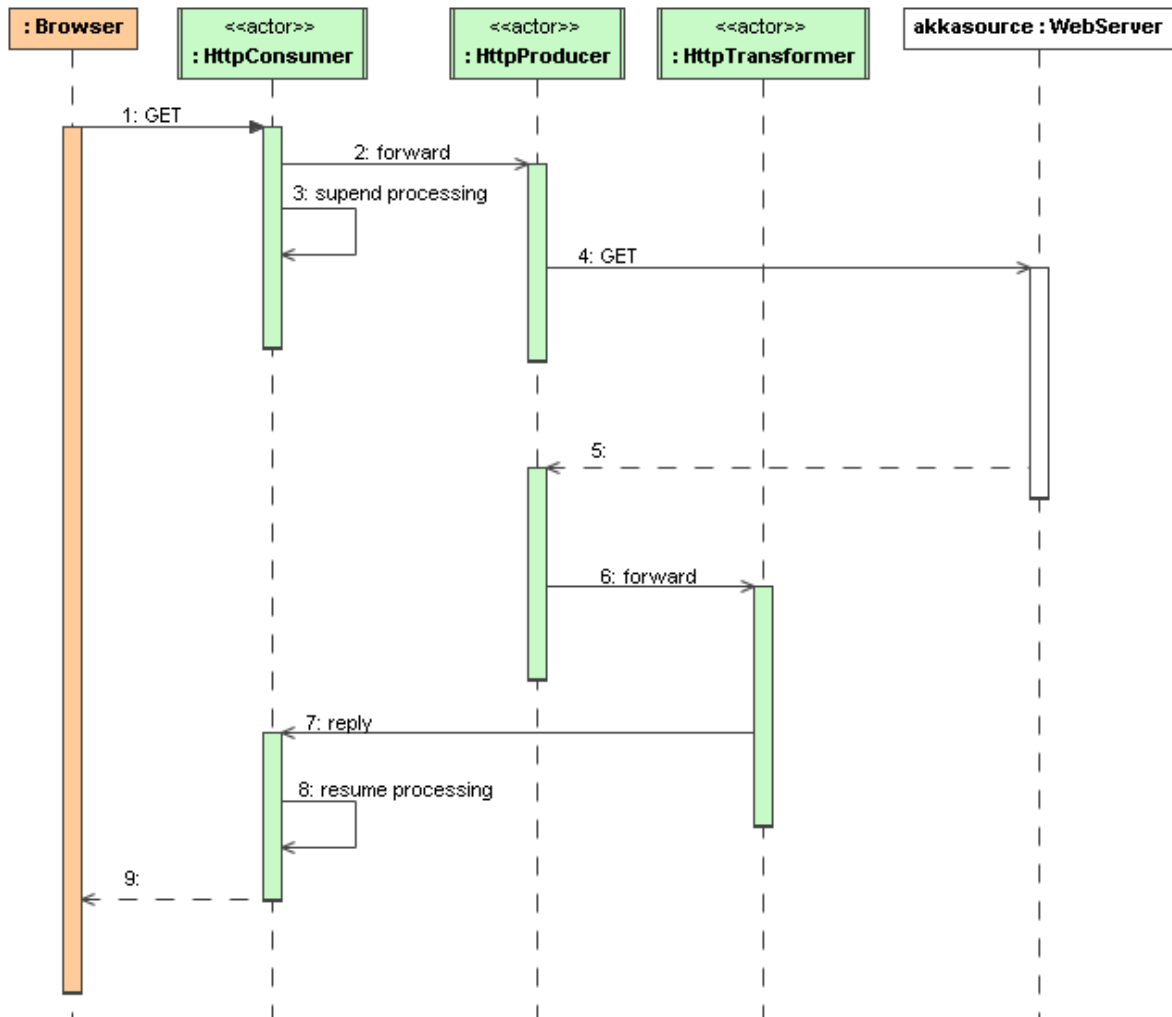 : Browser
<<actor>>
: HttpConsumer
<<actor>>
: HttpProducer
<<actor>>
: HttpTransformer
akkasource : WebServer
1: GET
2: forward
3: supend processing
4: GET
5:
6: forward
7: reply
8: resume processing
9: